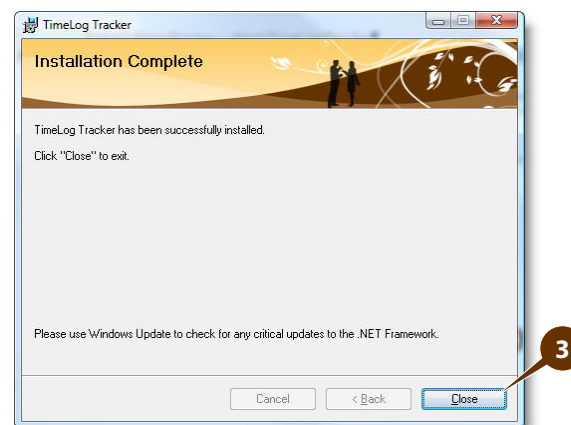 TimeLog Tracker
Installation Complete
TimeLog Tracker has been successfully installed.
Click "Close" to exit.
Please use Windows Update to check for any critical updates to the .NET Framework.
3
Cancel
< Back
Close